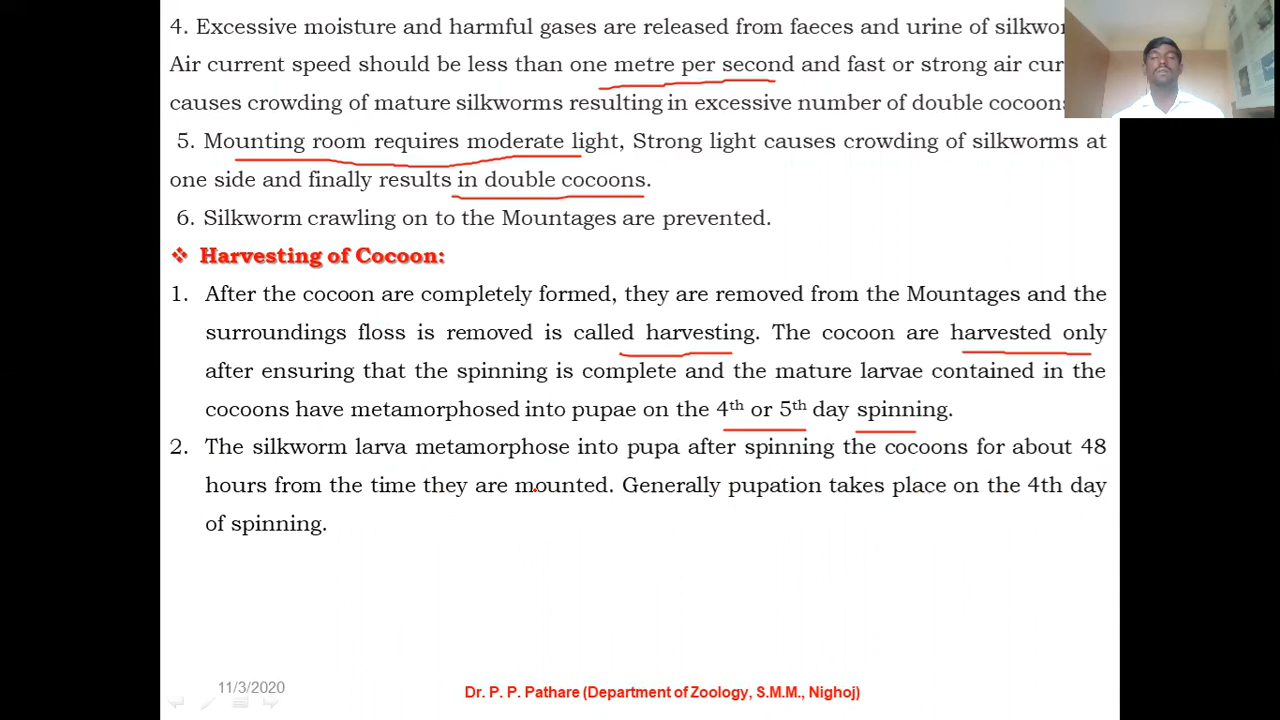 4. Excessive moisture and harmful gases are released from faeces and urine of
Air current speed should be less than one metre per second and fast or strong air
causes crowding of mature silkworms resulting in excessive number of double cocoons
5. Mounting room requires moderate light, Strong light causes crowding of silkworms at
one side and finally results in double cocoons.
6. Silkworm crawling on to the Mountages are prevented.
❖ Harvesting of Cocoon:
1. After the cocoon are completely formed, they are removed from the Mountages and the
surroundings floss is removed is called harvesting. The cocoon are harvested only
after ensuring that the spinning is complete and the mature larvae contained in the
cocoons have metamorphosed into pupae on the 4th or 5th day spinning.
2. The silkworm larva metamorphose into pupa after spinning the cocoons for about 48
hours from the time they are mounted. Generally pupation takes place on the 4th day
of spinning.
11/3/2020
Dr. P. P. Pathare (Department of Zoology, S.M.M., Nighoj)